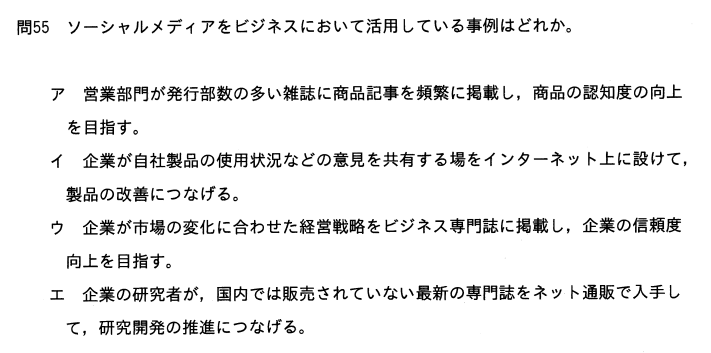 問55 ソーシャルメディアをビジネスにおいて活用している事例はどれか。
ア 営業部門が発行部数の多い雑誌に商品記事を頻繁に掲載し，商品の認知度の向上
を目指す。
イ 企業が自社製品の使用状況などの意見を共有する場をインターネット上に設けて，
製品の改善につなげる。
ウ 企業が市場の変化に合わせた経営戦略をビジネス専門誌に掲載し，企業の信頼度
向上を目指す。
エ 企業の研究者が，国内では販売されていない最新の専門誌をネット通販で入手し
て，研究開発の推進につなげる。